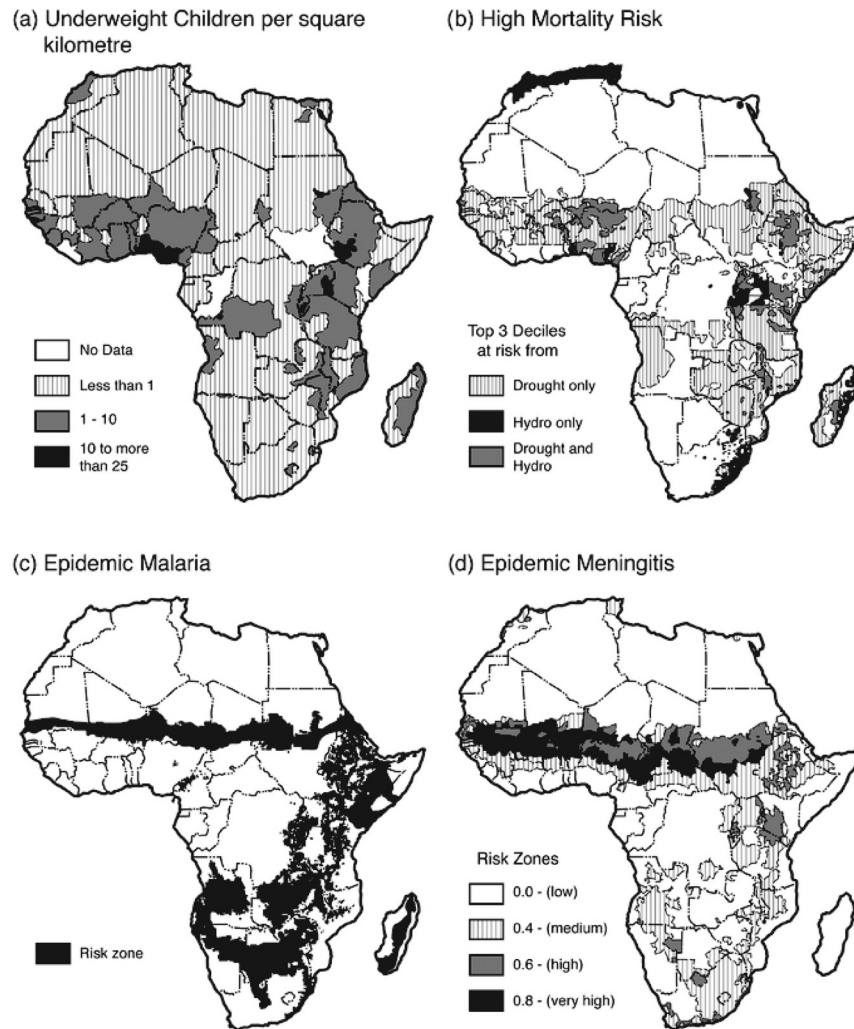 (a) Underweight Children per square
kilometre
No Data
Less than 1
1 - 10
10 to more
than 25
(b) High Mortality Risk
Top 3 Deciles
at risk from
Drought only
Hydro only
Drought and
Hydro
(c) Epidemic Malaria
Risk zone
(d) Epidemic Meningitis
Risk Zones
0.0 - (low)
0.4 - (medium)
0.6 - (high)
0.8 - (very high)